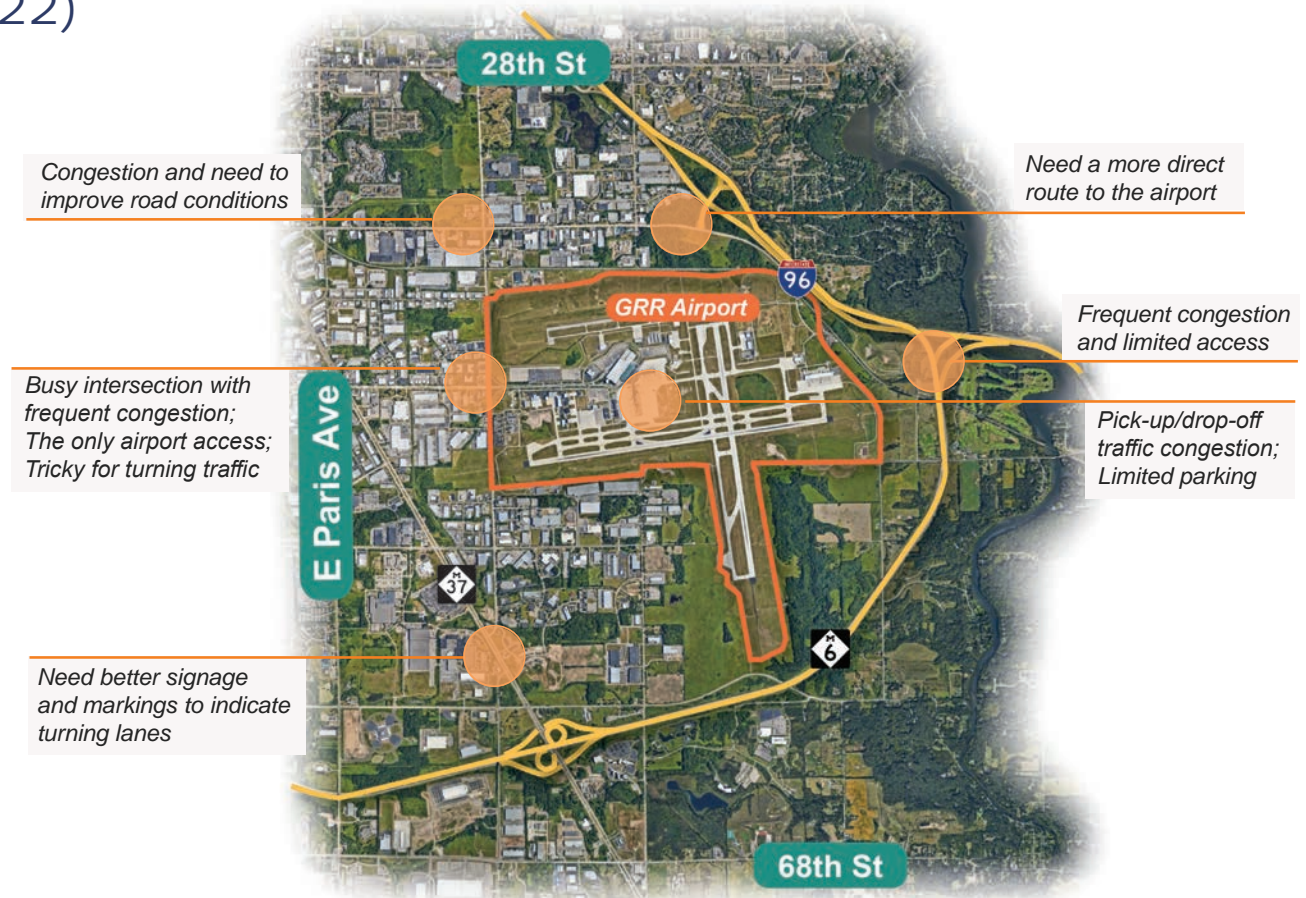 22)
28th St
Congestion and need to
improve road conditions
Need a more direct
route to the airport
INTERSTATE
96
GRR Airport
Frequent congestion
and limited access
Busy intersection with
frequent congestion;
The only airport access;
Tricky for turning traffic
E Paris Ave
Pick-up/drop-off
traffic congestion;
Limited parking
M
37
M
6
Need better signage
and markings to indicate
turning lanes
68th St